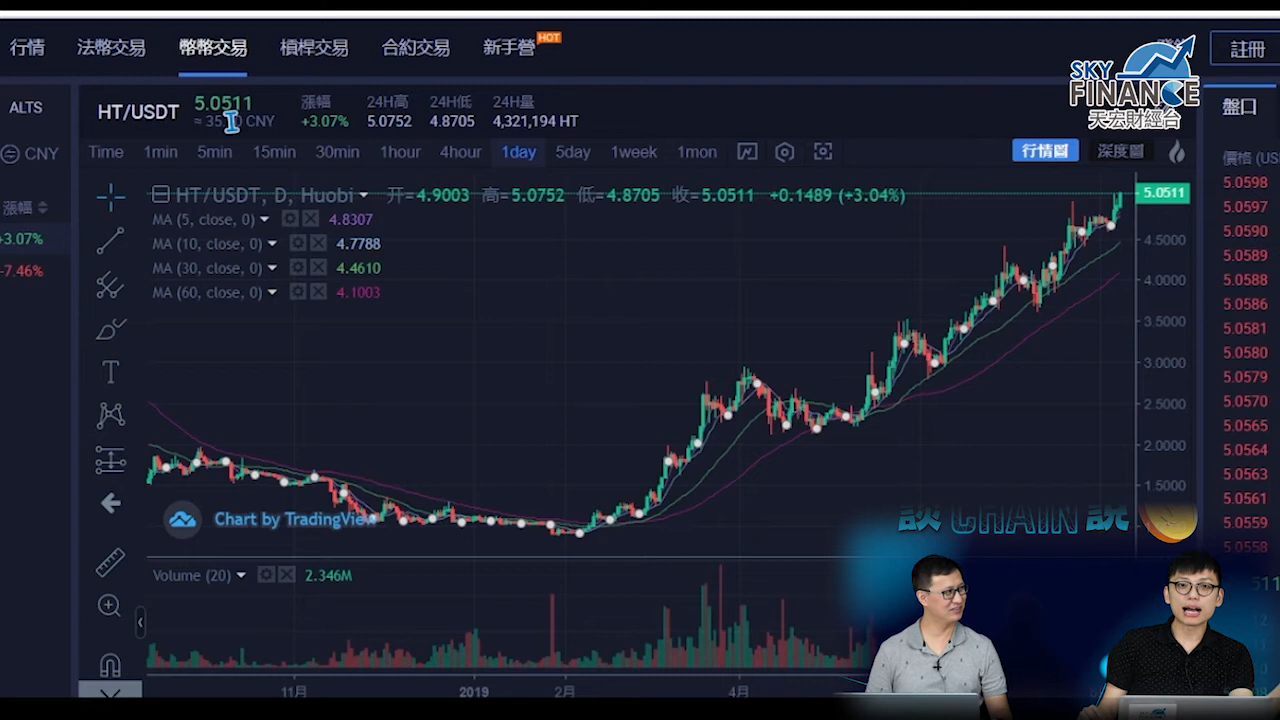 行情 法幣交易 幣幣交易 槓桿交易 合約交易 新手營 HOT 註冊
SKY FINANCE
天宏財經台
ALTS
HT/USDT 5.0511 CNY
漲幅 +3.07%
24H高 5.0752
24H低 4.8705
24H量 4,321,194 HT
盤口
CNY
Time 1min 5min 15min 30min 1hour 4hour 1day 5day 1week 1mon 行情圖 深度圖
漲幅
+3.07%
-7.46%
HT/USDT, D, Huobi 开=4.9003 高=5.0752 低=4.8705 收=5.0511 +0.1489 (+3.04%)
MA (5, close, 0) 4.8307
MA (10, close, 0) 4.7788
MA (30, close, 0) 4.4610
MA (60, close, 0) 4.1003
5.0511
4.5000
4.0000
3.5000
3.0000
2.5000
2.0000
1.5000
價格 (US
5.0598
5.0597
5.0590
5.0589
5.0588
5.0586
5.0581
5.0580
5.0579
5.0570
5.0565
5.0564
5.0563
5.0561
5.0559
5.0558
Chart by TradingView
談 CHAIN 說
Volume (20) 2.346M
11月 2019 2月 4月